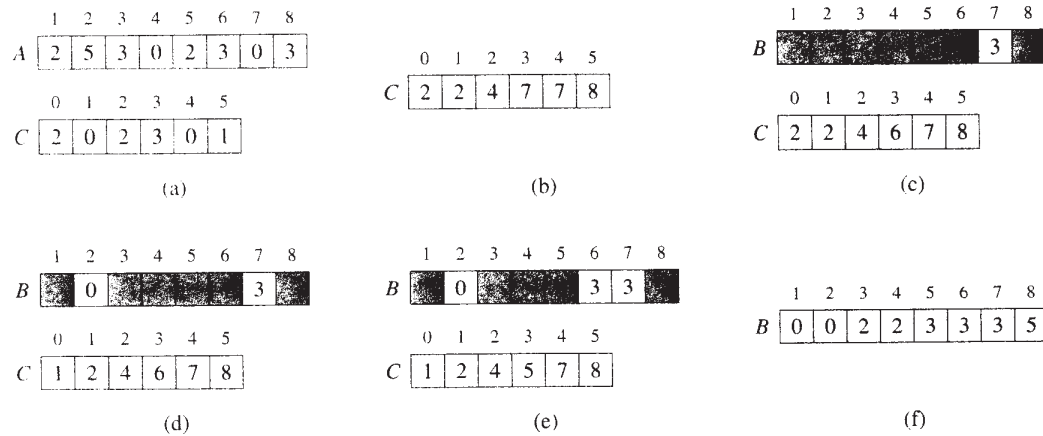 1 2 3 4 5 6 7 8
A 2 5 3 0 2 3 0 3
0 1 2 3 4 5
C 2 0 2 3 0 1
(a)
0 1 2 3 4 5
C 2 2 4 7 7 8
(b)
1 2 3 4 5 6 7 8
B 3
0 1 2 3 4 5
C 2 2 4 6 7 8
(c)
1 2 3 4 5 6 7 8
B 0 3
0 1 2 3 4 5
C 1 2 4 6 7 8
(d)
1 2 3 4 5 6 7 8
B 0 3 3
0 1 2 3 4 5
C 1 2 4 5 7 8
(e)
1 2 3 4 5 6 7 8
B 0 0 2 2 3 3 3 5
(f)